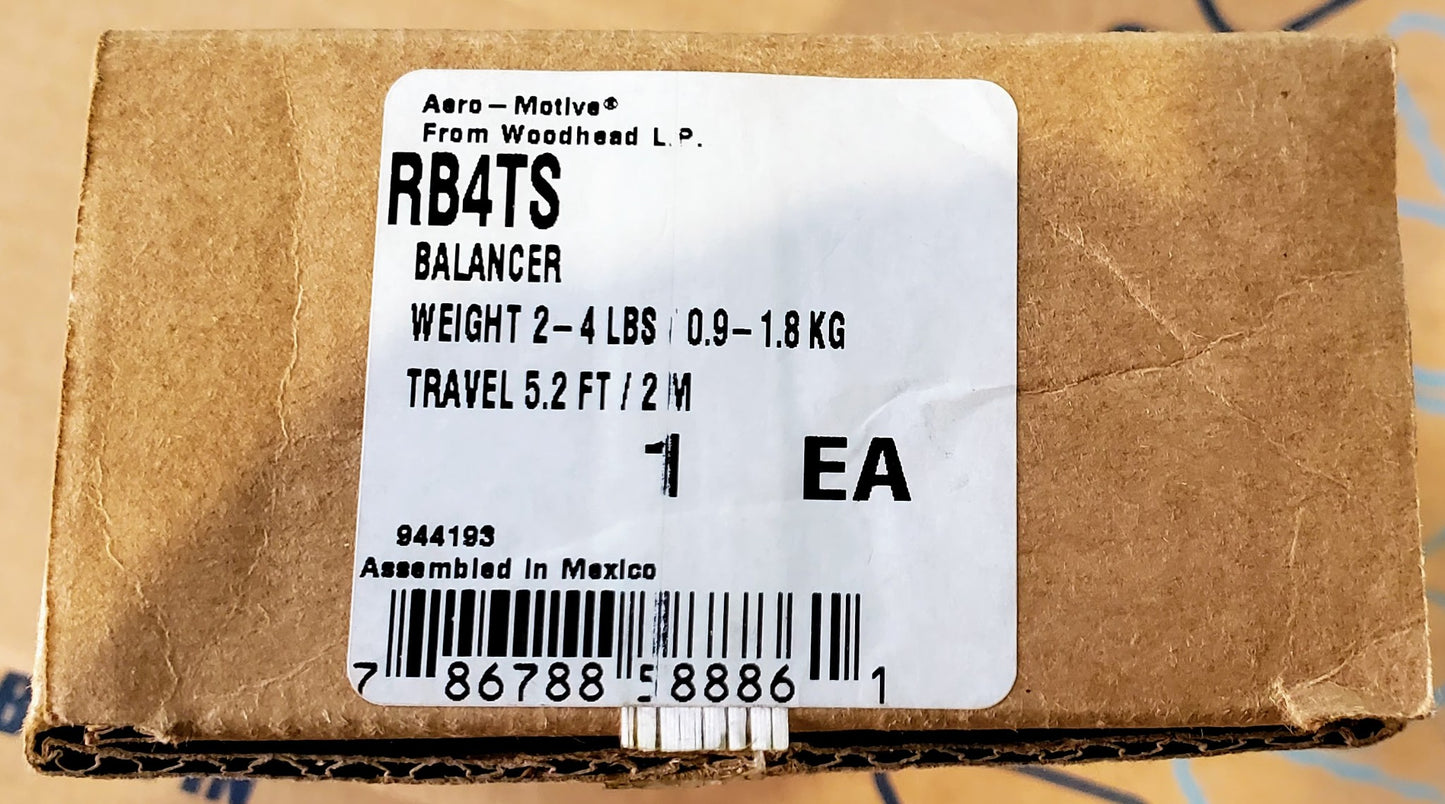 Aero-Motive®
From Woodhead L.P.
RB4TS
BALANCER
WEIGHT 2-4 LBS / 0.9-1.8 KG
TRAVEL 5.2 FT / 2 M
1 EA
944193
Assembled In Mexico
7 86788 58886 1